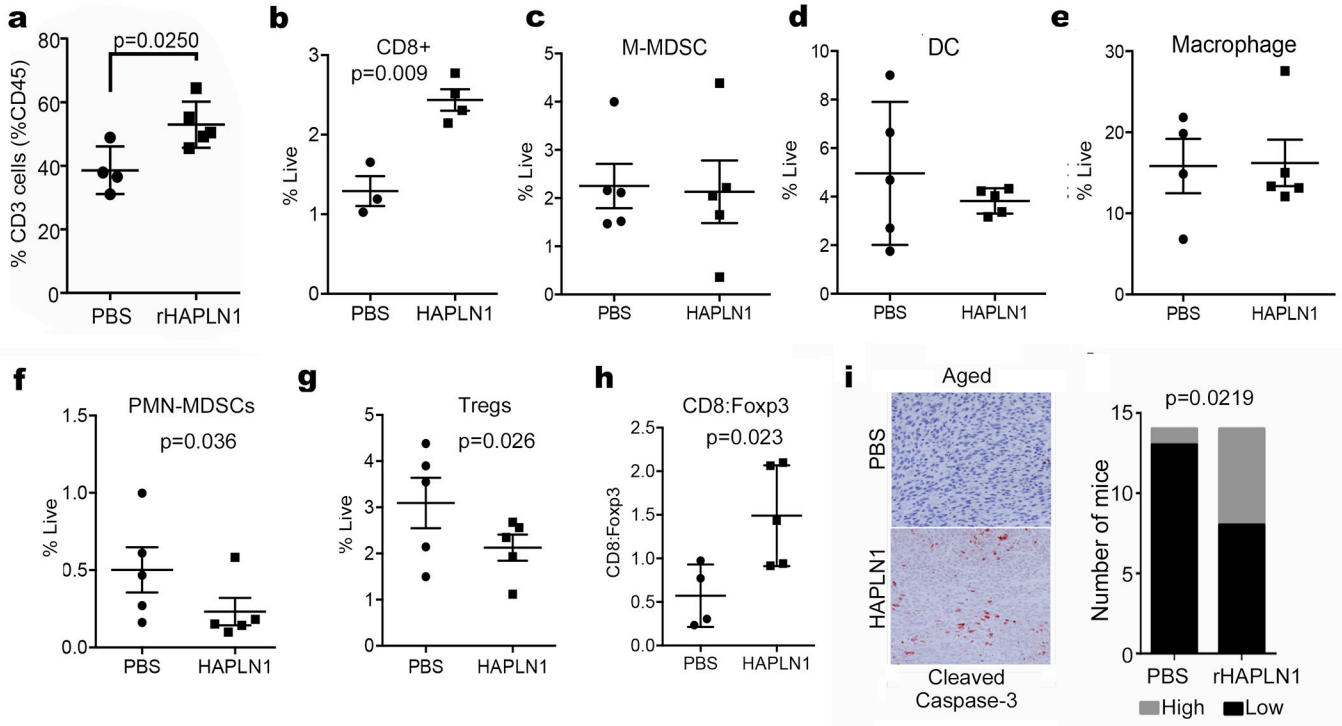 a
p=0.0250
% CD3 cells (%CD45)
80
60
40
20
0
PBS
rHAPLN1
b
CD8+
p=0.009
% Live
3
2
1
0
PBS
HAPLN1
c
M-MDSC
% Live
5
4
3
2
1
0
PBS
HAPLN1
d
DC
% Live
10
8
6
4
2
0
PBS
HAPLN1
e
Macrophage
% Live
30
20
10
0
PBS
HAPLN1
f
PMN-MDSCs
p=0.036
% Live
1.5
1.0
0.5
0.0
PBS
HAPLN1
g
Tregs
p=0.026
% Live
5
4
3
2
1
0
PBS
HAPLN1
h
CD8:Foxp3
p=0.023
CD8:Foxp3
2.5
2.0
1.5
1.0
0.5
0.0
PBS
HAPLN1
i
Aged
PBS
HAPLN1
Cleaved
Caspase-3
p=0.0219
Number of mice
15
10
5
0
PBS
rHAPLN1
High
Low